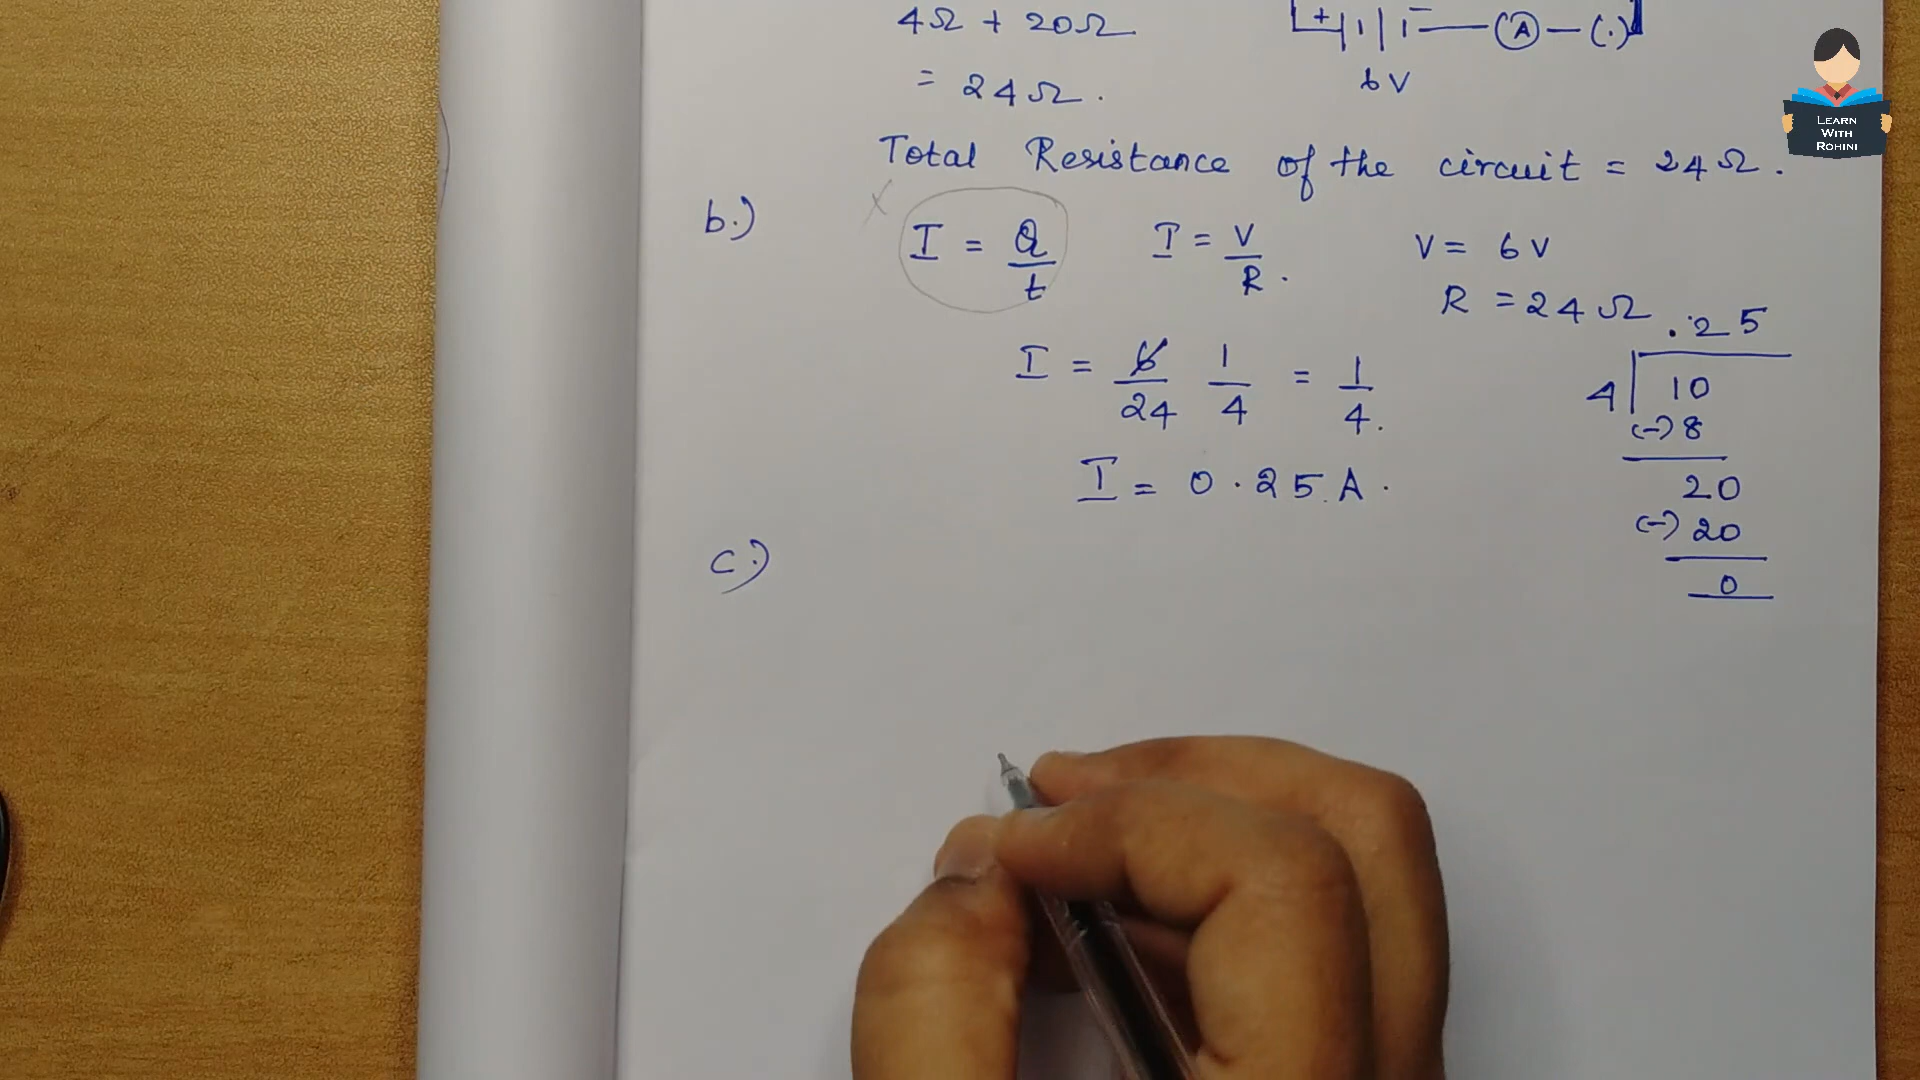 4Ω + 20Ω
= 24Ω.
+ - A (.)
6V
LEARN
WITH
ROHINI
Total Resistance of the circuit = 24Ω.
b.) x I = Q/t I = V/R. V = 6V
R = 24Ω
I = 6/24 1/4 = 1/4.
I = 0.25 A.
.25
4 10
(-) 8
20
(-) 20
0
c.)